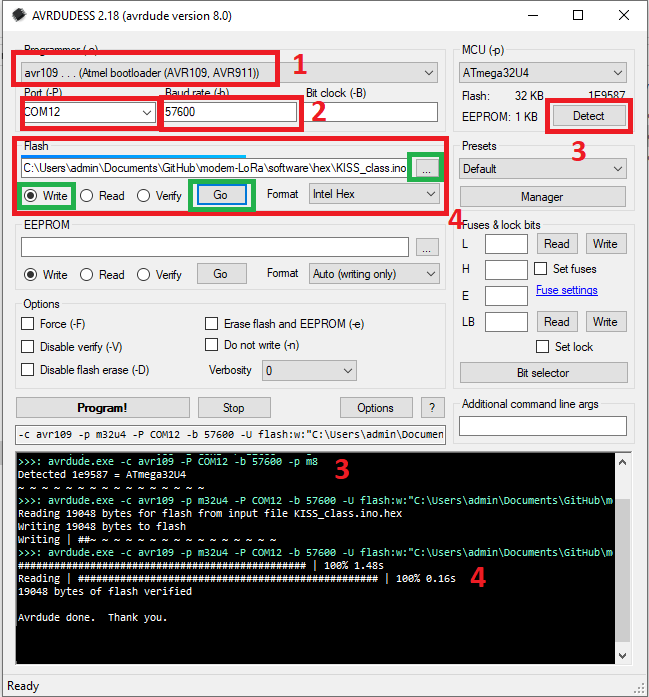 AVRDUDESS 2.18 (avrdude version 8.0)
Programmer (-c)
avr109 . . . (Atmel bootloader (AVR109, AVR911))
1
Port (-P)
Baud rate (-b)
Bit clock (-B)
COM12
57600
2
MCU (-p)
ATmega32U4
Flash:
32 KB
1E9587
EEPROM:
1 KB
Detect
3
Flash
C:\Users\admin\Documents\GitHub\modem-LoRa\software\hex\KISS_class.ino
...
Write
Read
Verify
Go
Format
Intel Hex
4
Presets
Default
Manager
EEPROM
...
Write
Read
Verify
Go
Format
Auto (writing only)
Fuses & lock bits
L
Read
Write
H
Set fuses
E
Fuse settings
LB
Read
Write
Set lock
Bit selector
Options
Force (-F)
Erase flash and EEPROM (-e)
Disable verify (-V)
Do not write (-n)
Disable flash erase (-D)
Verbosity
0
Program!
Stop
Options
?
Additional command line args
-c avr109 -p m32u4 -P COM12 -b 57600 -U flash:w:"C:\Users\admin\Documen
>>>: avrdude.exe -c avr109 -P COM12 -b 57600 -p m8
3
Detected 1e9587 = ATmega32U4
~ ~ ~ ~ ~ ~ ~ ~ ~ ~ ~ ~ ~ ~ ~
>>>: avrdude.exe -c avr109 -p m32u4 -P COM12 -b 57600 -U flash:w:"C:\Users\admin\Documents\GitHub\m
Reading 19048 bytes for flash from input file KISS_class.ino.hex
Writing 19048 bytes to flash
Writing | ##~ ~ ~ ~ ~ ~ ~ ~ ~ ~ ~ ~ ~ ~ ~
>>>: avrdude.exe -c avr109 -p m32u4 -P COM12 -b 57600 -U flash:w:"C:\Users\admin\Documents\GitHub\m
################################################ | 100% 1.48s
Reading | ################################################## | 100% 0.16s
4
19048 bytes of flash verified
Avrdude done. Thank you.
Ready